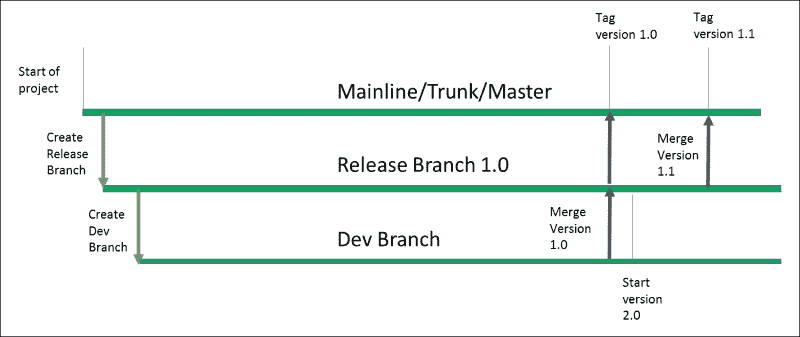 Tag
version 1.0
Tag
version 1.1
Start of
project
Mainline/Trunk/Master
Create
Release
Branch
Release Branch 1.0
Merge
Version
1.1
Create
Dev
Branch
Dev Branch
Merge
Version
1.0
Start
version
2.0